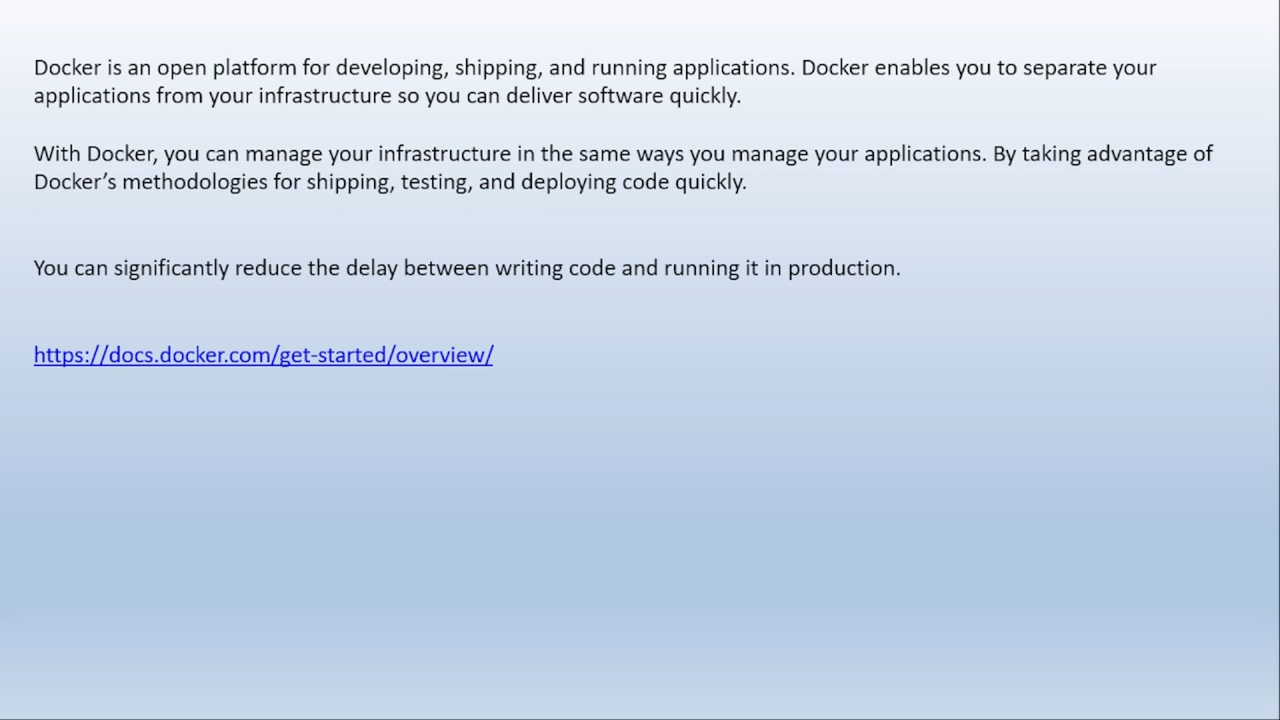 Docker is an open platform for developing, shipping, and running applications. Docker enables you to separate your
applications from your infrastructure so you can deliver software quickly.
With Docker, you can manage your infrastructure in the same ways you manage your applications. By taking advantage of
Docker’s methodologies for shipping, testing, and deploying code quickly.
You can significantly reduce the delay between writing code and running it in production.
https://docs.docker.com/get-started/overview/